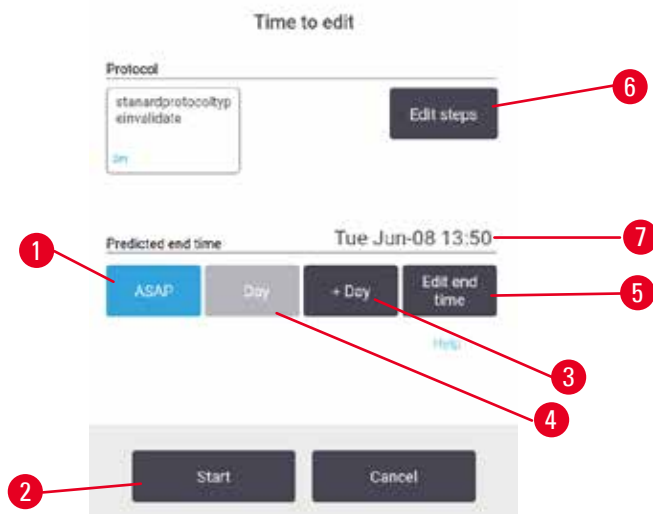 Time to edit
Protocol
stanardprotocoltyp
einvalidate
Edit steps
6
Predicted end time
Tue Jun-08 13:50
7
1
ASAP
Day
+ Day
Edit end
time
5
Help
3
4
Start
Cancel
2